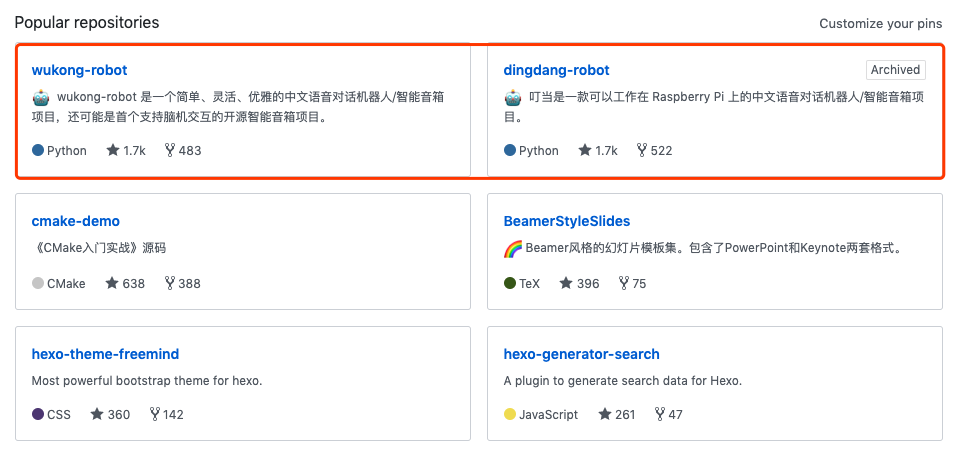 Popular repositories
Customize your pins
wukong-robot
wukong-robot 是一个简单、灵活、优雅的中文语音对话机器人/智能音箱
项目，还可能是首个支持脑机交互的开源智能音箱项目。
Python 1.7k 483
dingdang-robot
Archived
叮当是一款可以工作在 Raspberry Pi 上的中文语音对话机器人/智能音箱项
目。
Python 1.7k 522
cmake-demo
《CMake入门实战》源码
CMake 638 388
BeamerStyleSlides
Beamer风格的幻灯片模板集。包含了PowerPoint和Keynote两套格式。
TeX 396 75
hexo-theme-freemind
Most powerful bootstrap theme for hexo.
CSS 360 142
hexo-generator-search
A plugin to generate search data for Hexo.
JavaScript 261 47